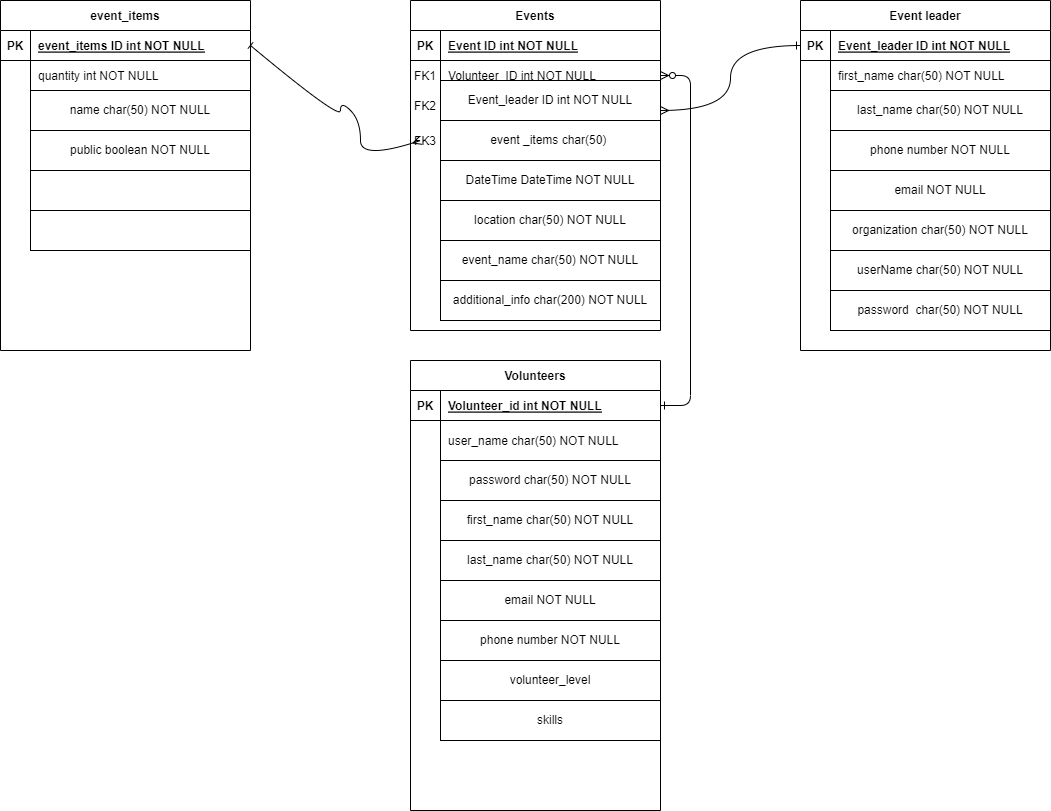 event_items
PK event_items ID int NOT NULL
quantity int NOT NULL
name char(50) NOT NULL
public boolean NOT NULL
Events
PK Event ID int NOT NULL
FK1 Volunteer_ID int NOT NULL
FK2 Event_leader ID int NOT NULL
FK3 event _items char(50)
DateTime DateTime NOT NULL
location char(50) NOT NULL
event_name char(50) NOT NULL
additional_info char(200) NOT NULL
Event leader
PK Event_leader ID int NOT NULL
first_name char(50) NOT NULL
last_name char(50) NOT NULL
phone number NOT NULL
email NOT NULL
organization char(50) NOT NULL
userName char(50) NOT NULL
password  char(50) NOT NULL
Volunteers
PK Volunteer_id int NOT NULL
user_name char(50) NOT NULL
password char(50) NOT NULL
first_name char(50) NOT NULL
last_name char(50) NOT NULL
email NOT NULL
phone number NOT NULL
volunteer_level
skills